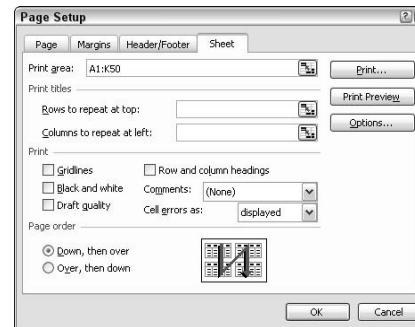 Page Setup
Page Margins Header/Footer Sheet
Print area: A1:K50
Print...
Print titles
Print Preview
Rows to repeat at top:
Options...
Columns to repeat at left:
Print
Gridlines Row and column headings
Black and white Comments: (None)
Draft quality Cell errors as: displayed
Page order
Down, then over
Over, then down
OK Cancel